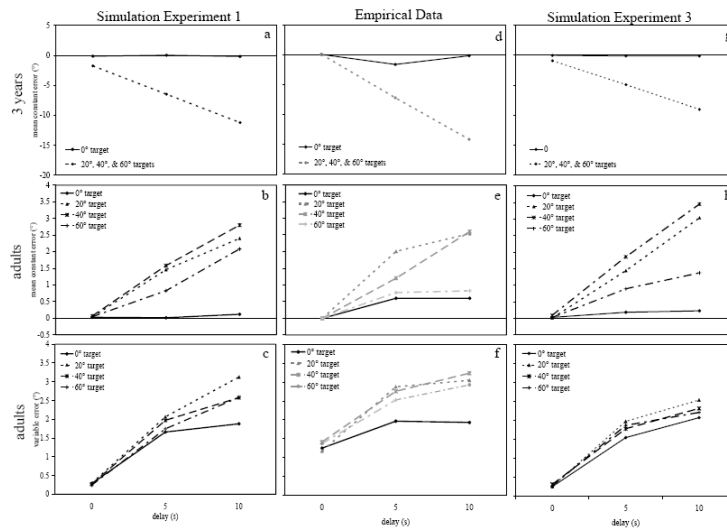 Simulation Experiment 1
Empirical Data
Simulation Experiment 3
3 years
mean constant error (°)
5
0
-5
-10
-15
-20
a
0° target
20°, 40°, & 60° targets
d
0° target
20°, 40°, & 60° targets
0
20°, 40°, & 60° targets
adults
mean constant error (°)
4
3.5
3
2.5
2
1.5
1
0.5
0
-0.5
b
0° target
20° target
40° target
60° target
e
0° target
20° target
40° target
60° target
0° target
20° target
40° target
60° target
adults
variable error (°)
4
3.5
3
2.5
2
1.5
1
0.5
0
c
0° target
20° target
40° target
60° target
f
0° target
20° target
40° target
60° target
0° target
20° target
40° target
60° target
0 5 10
delay (s)
0 5 10
delay (s)
0 5 10
delay (s)